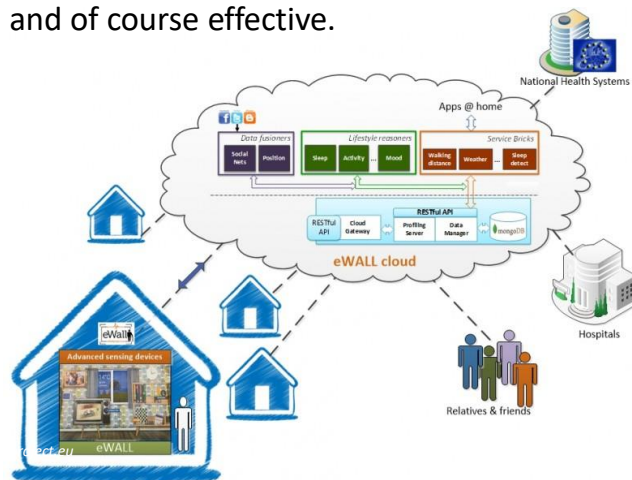 and of course effective.
National Health Systems
Apps @ home
Data fusioners
Lifestyle reasoners
Service Bricks
Social Nets
Position
Sleep
Activity
...
Mood
Walking distance
Weather
...
Sleep detect
RESTful API
RESTful API
Cloud Gateway
Profiling Server
Data Manager
mongoDB
eWALL cloud
Hospitals
eWall
Advanced sensing devices
eWALL
Relatives & friends